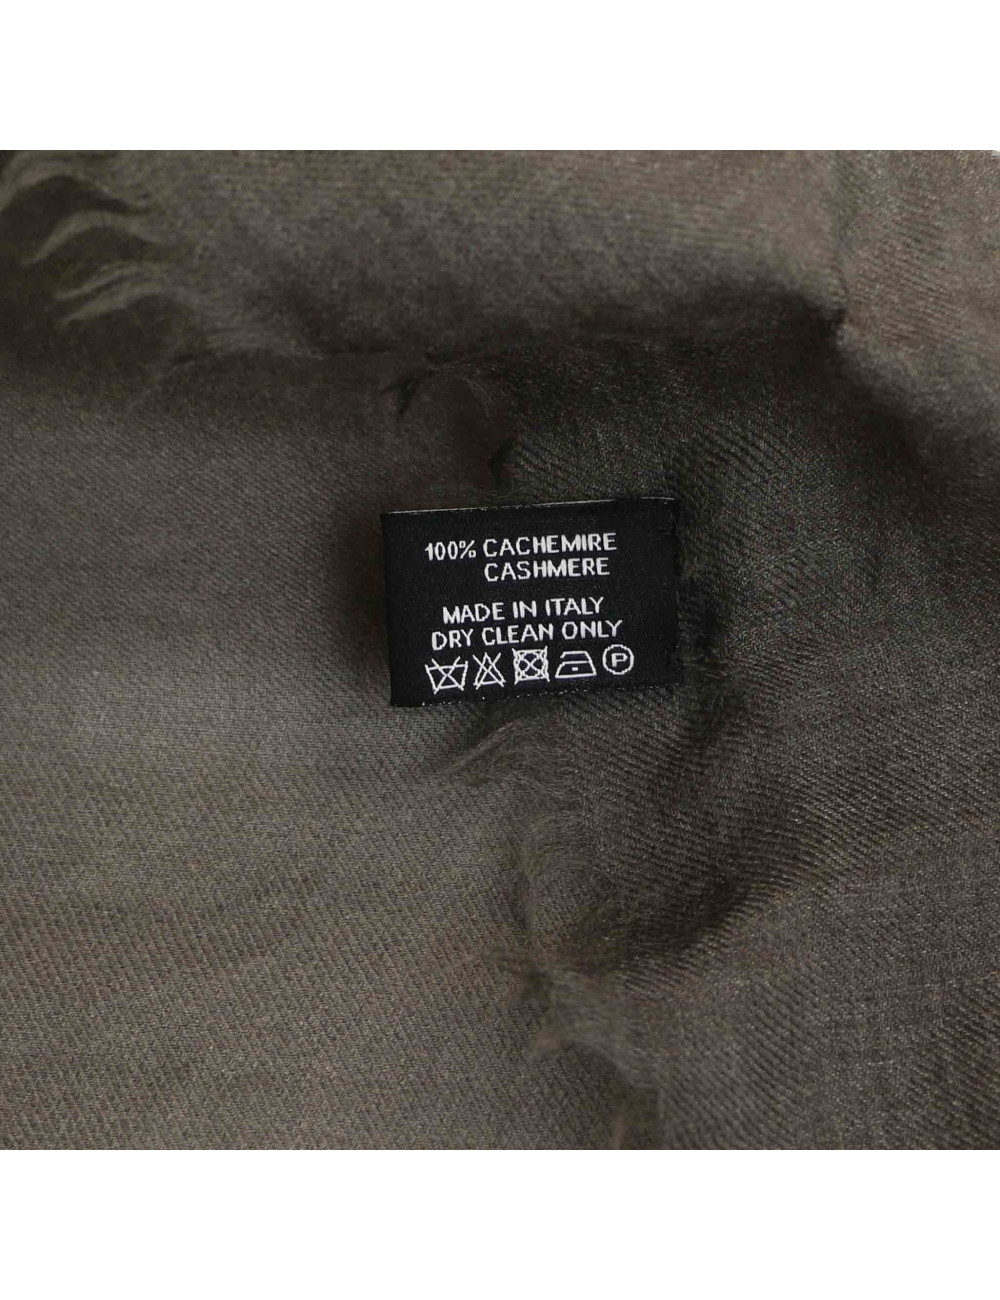 100% CACHEMIRE
CASHMERE
MADE IN ITALY
DRY CLEAN ONLY
P